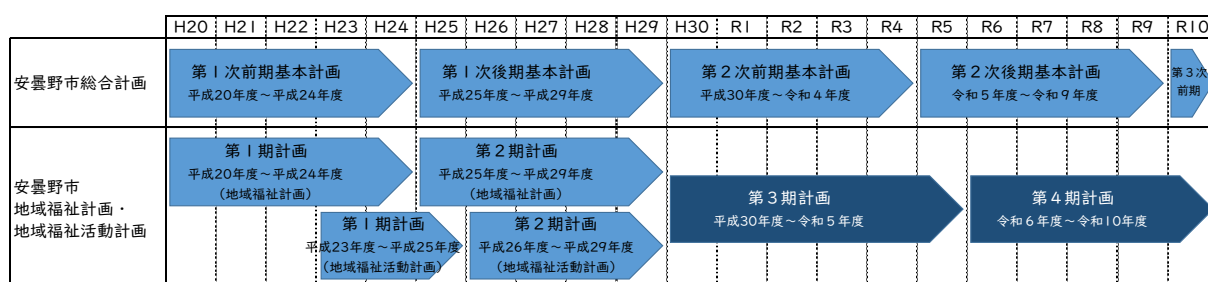 H20 H21 H22 H23 H24 H25 H26 H27 H28 H29 H30 R1 R2 R3 R4 R5 R6 R7 R8 R9 R10
安曇野市総合計画
第1次前期基本計画
平成20年度～平成24年度
第1次後期基本計画
平成25年度～平成29年度
第2次前期基本計画
平成30年度～令和4年度
第2次後期基本計画
令和5年度～令和9年度
第3次
前期
安曇野市
地域福祉計画・
地域福祉活動計画
第1期計画
平成20年度～平成24年度
(地域福祉計画)
第2期計画
平成25年度～平成29年度
(地域福祉計画)
第1期計画
平成23年度～平成25年度
(地域福祉活動計画)
第2期計画
平成26年度～平成29年度
(地域福祉活動計画)
第3期計画
平成30年度～令和5年度
第4期計画
令和6年度～令和10年度